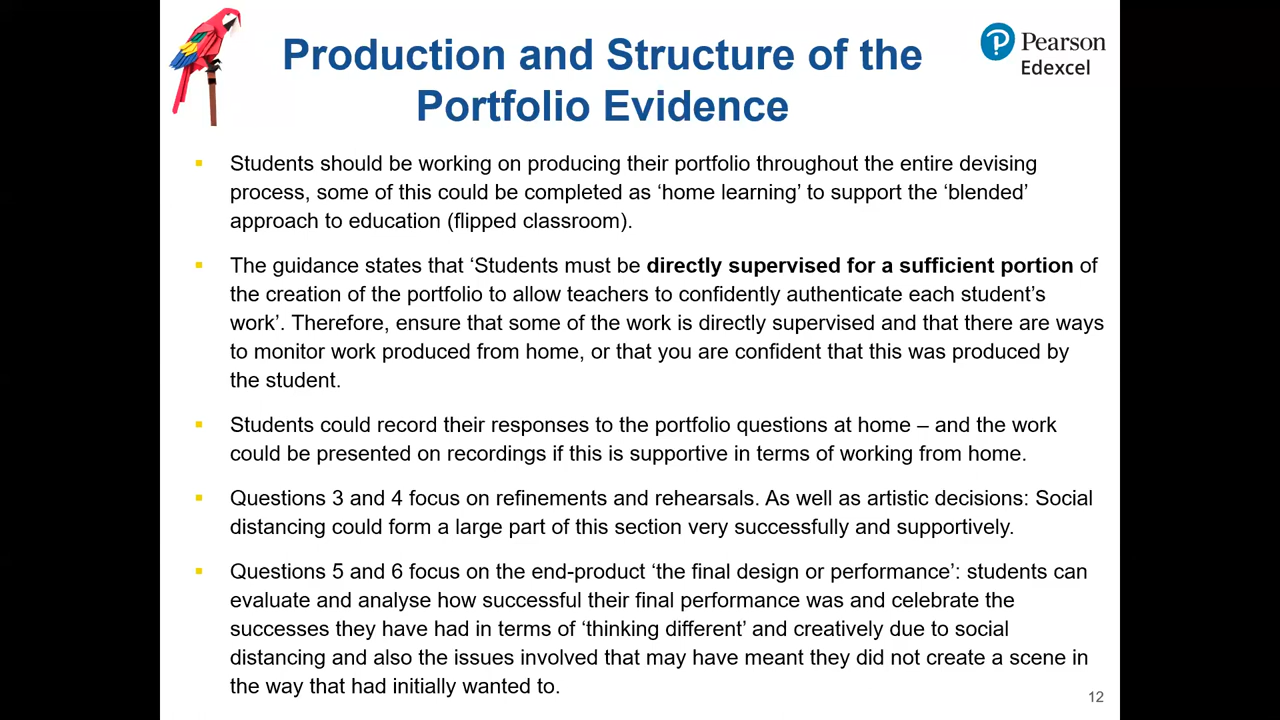 Production and Structure of the
Portfolio Evidence
Pearson
Edexcel
Students should be working on producing their portfolio throughout the entire devising
process, some of this could be completed as ‘home learning’ to support the ‘blended’
approach to education (flipped classroom).
The guidance states that ‘Students must be directly supervised for a sufficient portion of
the creation of the portfolio to allow teachers to confidently authenticate each student’s
work’. Therefore, ensure that some of the work is directly supervised and that there are ways
to monitor work produced from home, or that you are confident that this was produced by
the student.
Students could record their responses to the portfolio questions at home – and the work
could be presented on recordings if this is supportive in terms of working from home.
Questions 3 and 4 focus on refinements and rehearsals. As well as artistic decisions: Social
distancing could form a large part of this section very successfully and supportively.
Questions 5 and 6 focus on the end-product ‘the final design or performance’: students can
evaluate and analyse how successful their final performance was and celebrate the
successes they have had in terms of ‘thinking different’ and creatively due to social
distancing and also the issues involved that may have meant they did not create a scene in
the way that had initially wanted to.
12